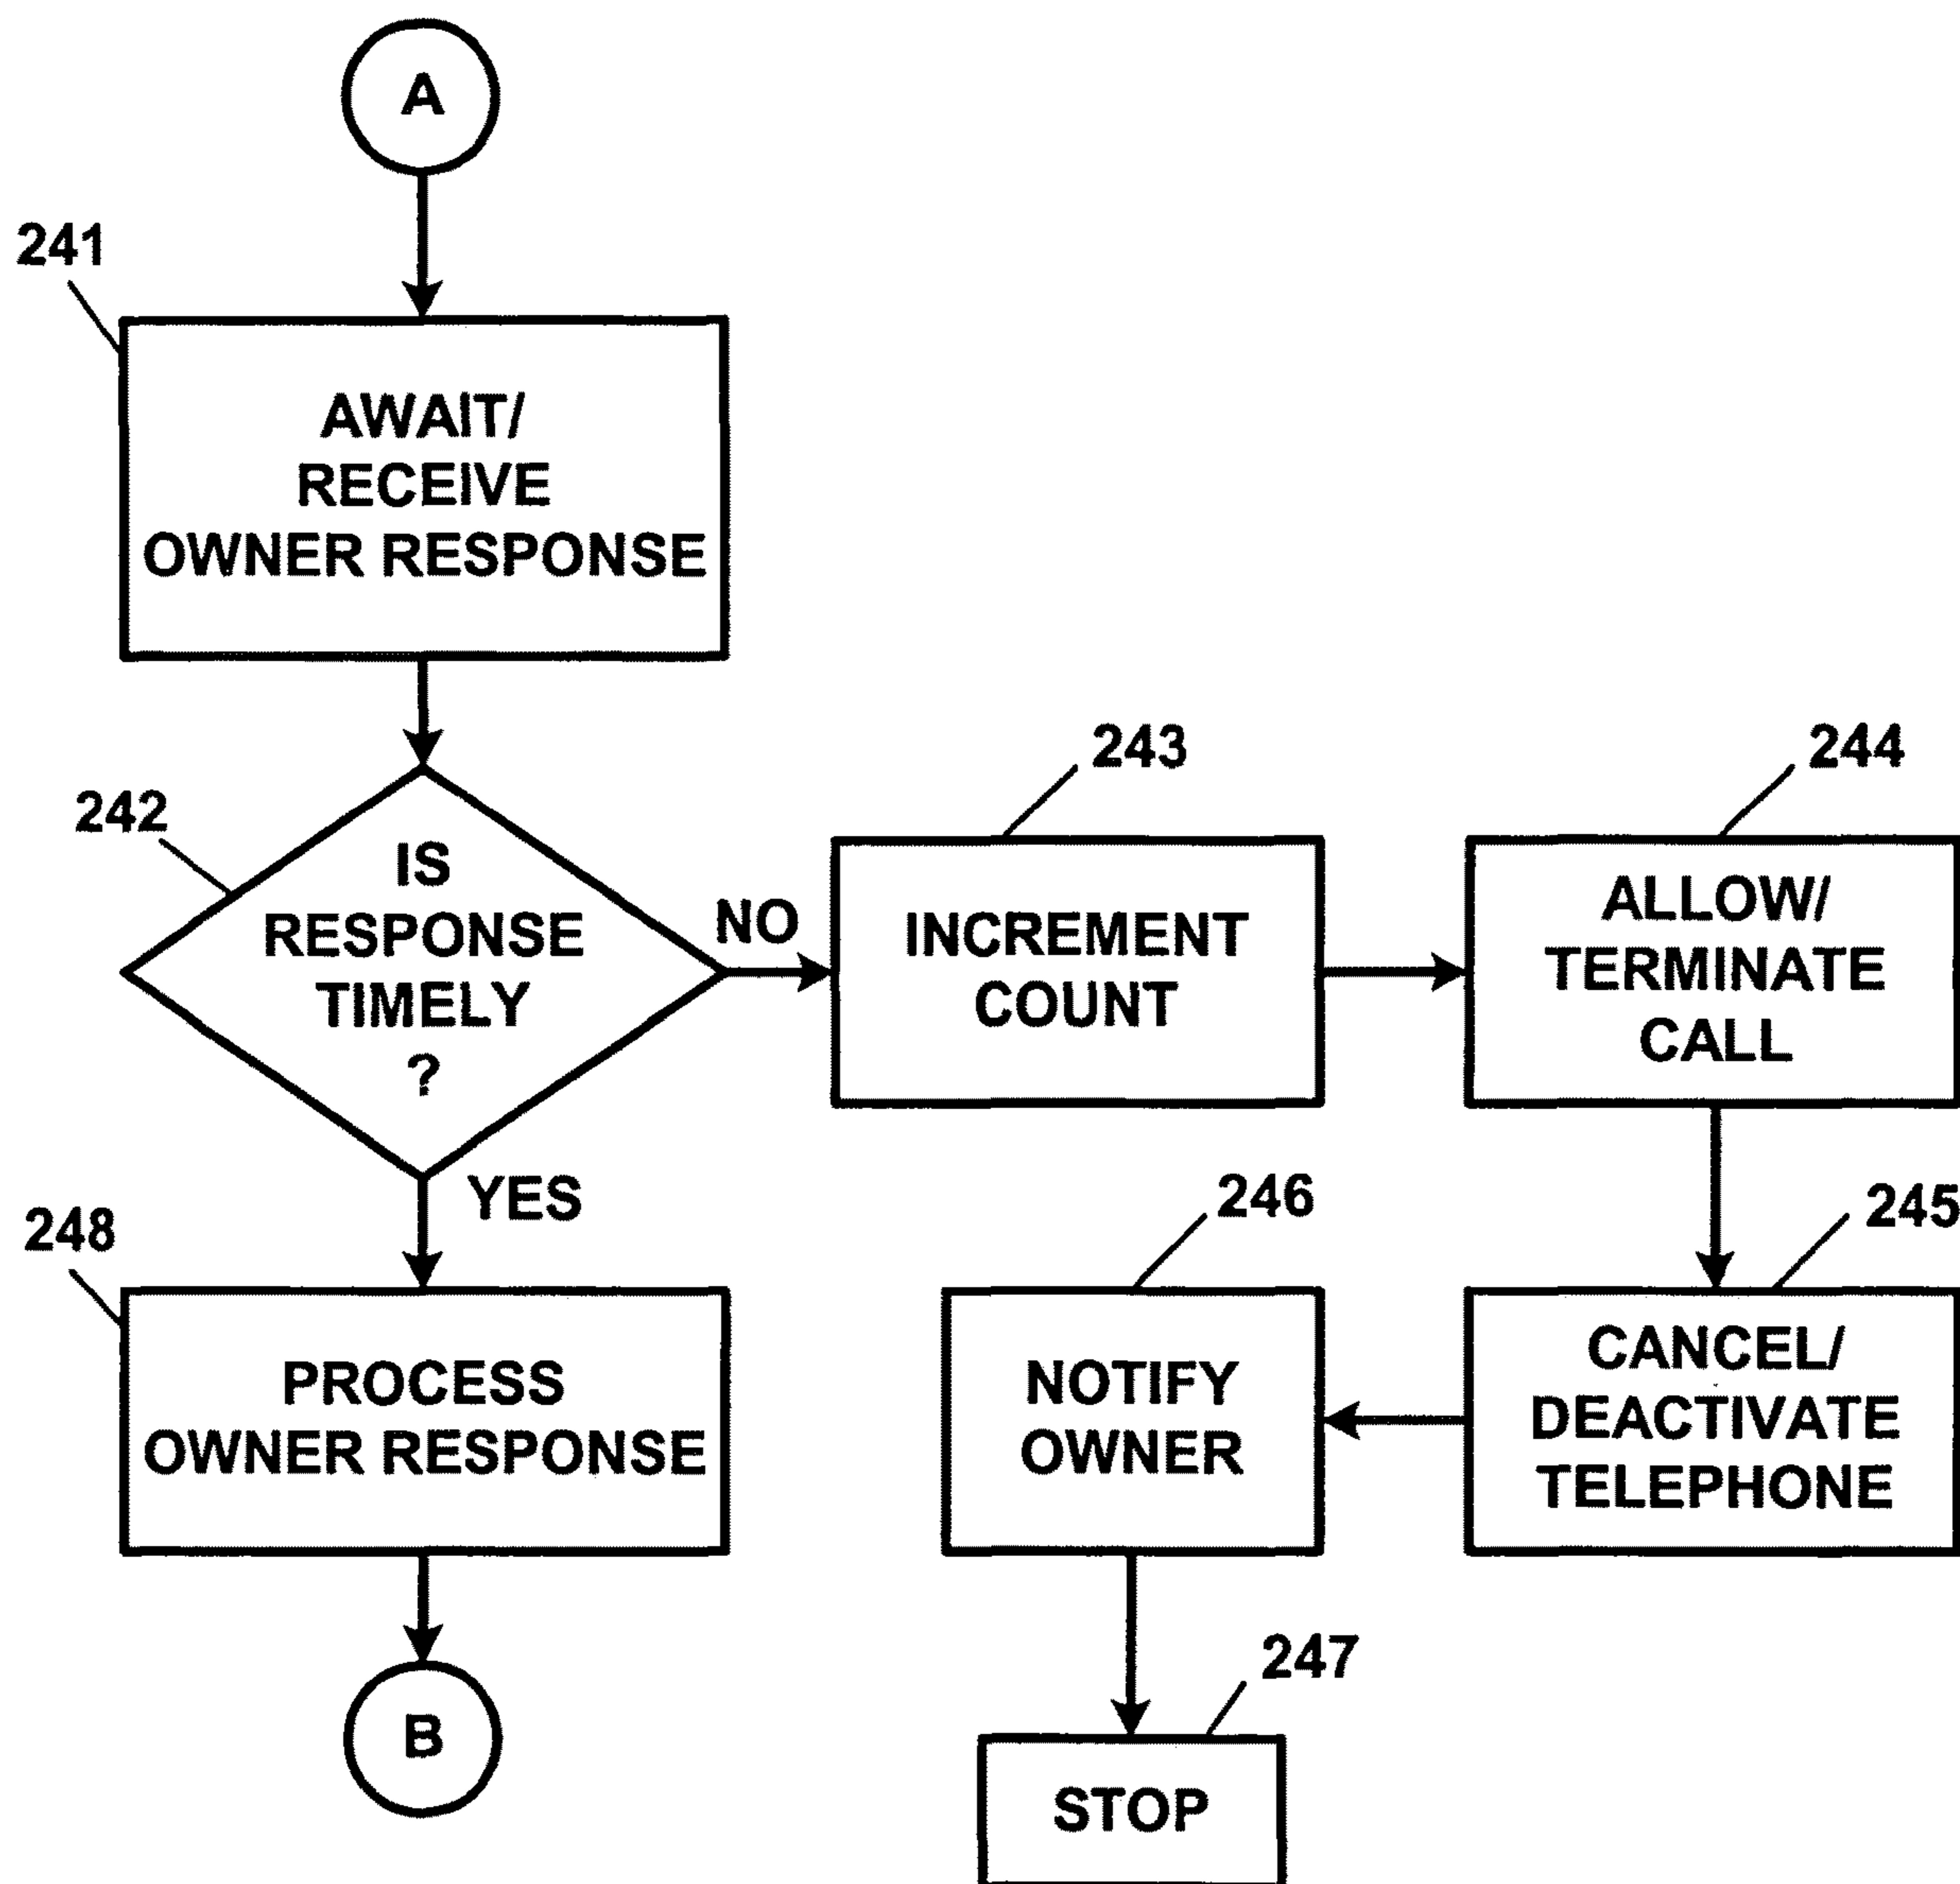 A
241
AWAIT/
RECEIVE
OWNER RESPONSE
242
IS
RESPONSE
TIMELY
?
NO
243
INCREMENT
COUNT
244
ALLOW/
TERMINATE
CALL
YES
248
PROCESS
OWNER RESPONSE
246
NOTIFY
OWNER
245
CANCEL/
DEACTIVATE
TELEPHONE
B
247
STOP